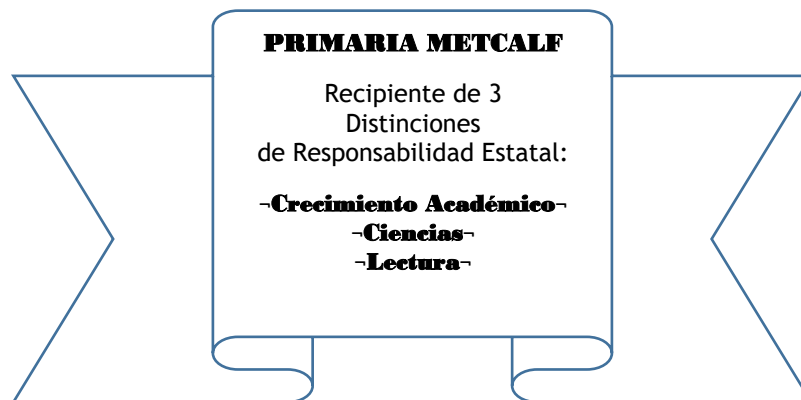 PRIMARIA METCALF
Recipiente de 3
Distinciones
de Responsabilidad Estatal:
¬Crecimiento Académico¬
¬Ciencias¬
¬Lectura¬